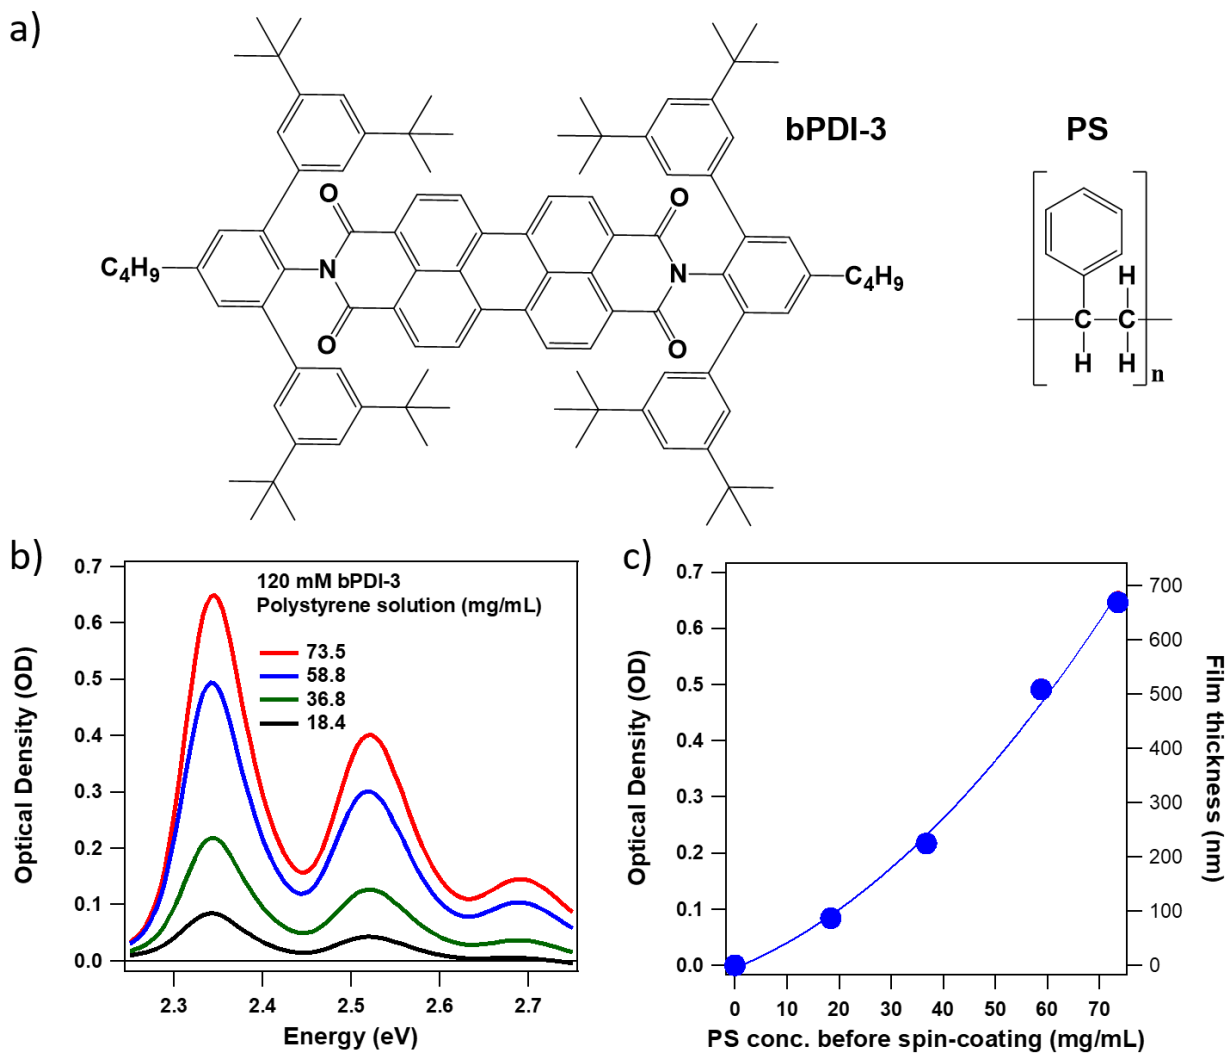 a)
bPDI-3
PS
O
O
C4H9
N
N
C4H9
O
O
H
C
C
H
H
n
b)
120 mM bPDI-3
Polystyrene solution (mg/mL)
73.5
58.8
36.8
18.4
0.7
0.6
0.5
0.4
0.3
0.2
0.1
0.0
Optical Density (OD)
2.3
2.4
2.5
2.6
2.7
Energy (eV)
c)
0.7
0.6
0.5
0.4
0.3
0.2
0.1
0.0
Optical Density (OD)
700
600
500
400
300
200
100
0
Film thickness (nm)
0
10
20
30
40
50
60
70
PS conc. before spin-coating (mg/mL)